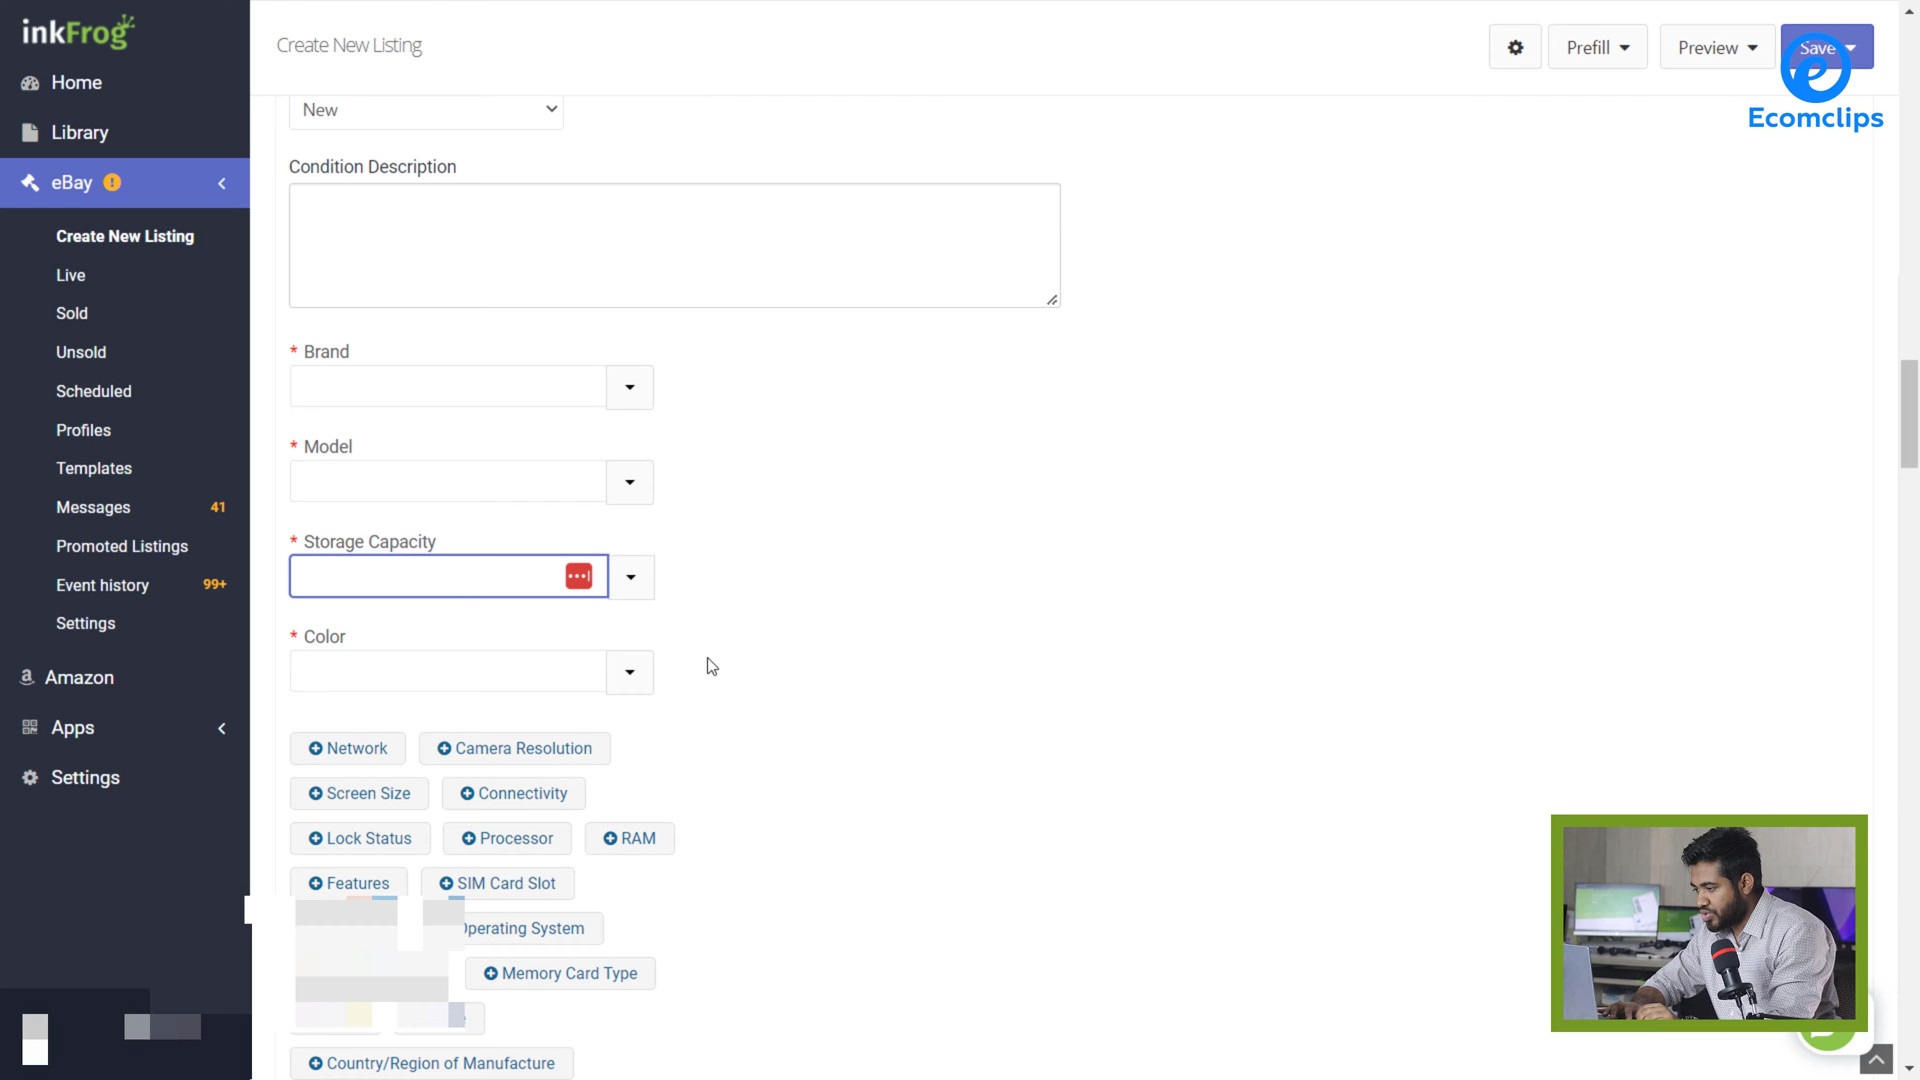 inkFrog
Home
Library
eBay
Create New Listing
Live
Sold
Unsold
Scheduled
Profiles
Templates
Messages 41
Promoted Listings
Event history 99+
Settings
Amazon
Apps
Settings
Create New Listing
Prefill
Preview
Save
Ecomclips
New
Condition Description
* Brand
* Model
* Storage Capacity
* Color
Network
Camera Resolution
Screen Size
Connectivity
Lock Status
Processor
RAM
Features
SIM Card Slot
Operating System
Memory Card Type
Country/Region of Manufacture